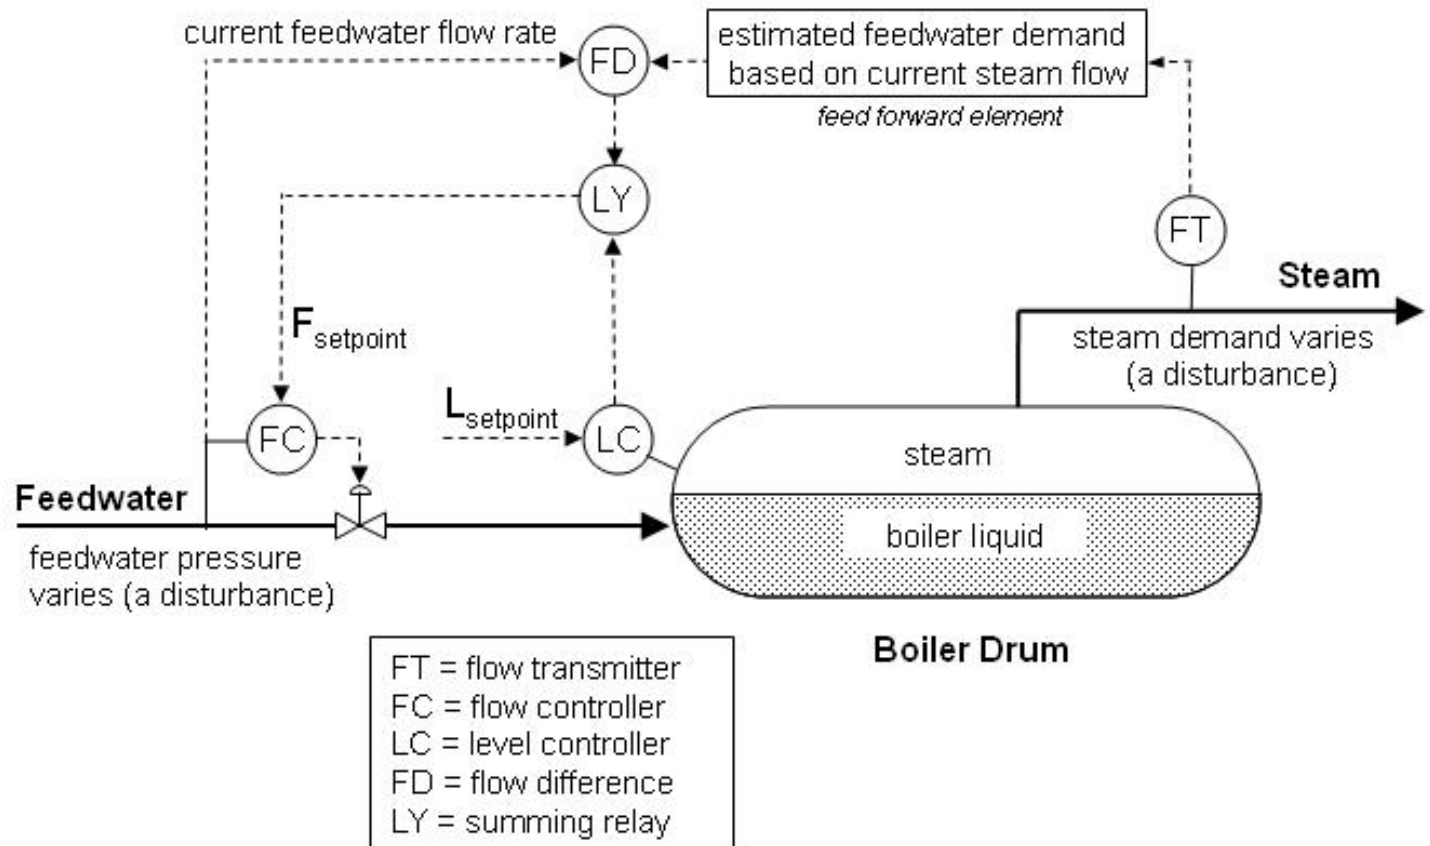 current feedwater flow rate
FD
estimated feedwater demand
based on current steam flow
feed forward element
LY
FT
Steam
steam demand varies
(a disturbance)
Fsetpoint
Lsetpoint
FC
LC
steam
boiler liquid
Feedwater
feedwater pressure
varies (a disturbance)
Boiler Drum
FT = flow transmitter
FC = flow controller
LC = level controller
FD = flow difference
LY = summing relay